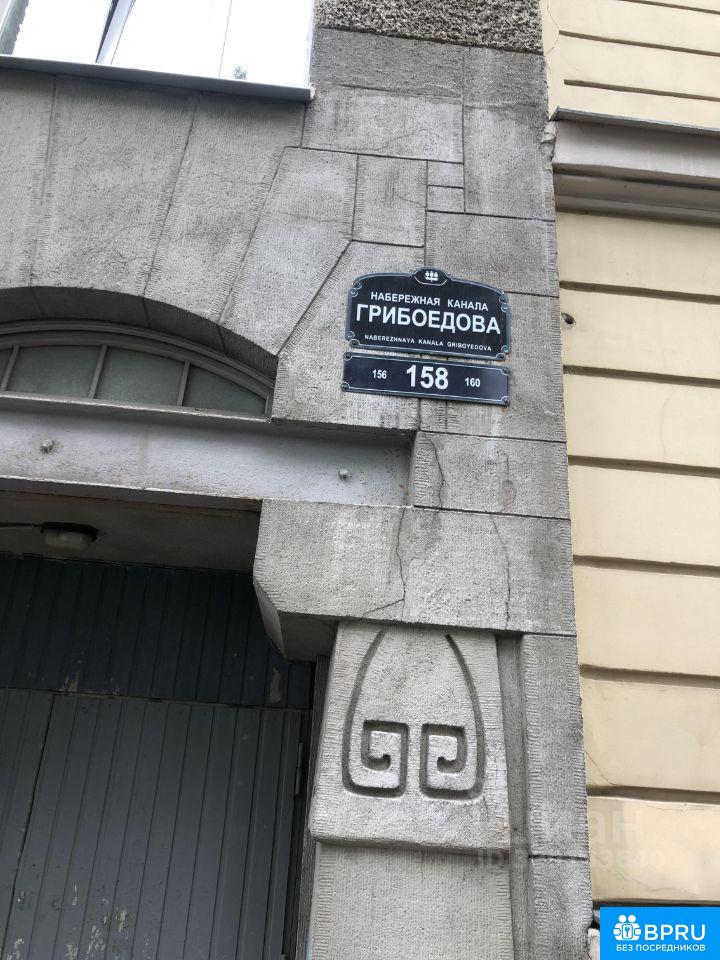 НАБЕРЕЖНАЯ КАНАЛА
ГРИБОЕДОВА
NABEREZHNAYA KANALA GRIBOYEDOVA
156 158 160
BPRU
БЕЗ ПОСРЕДНИКОВ